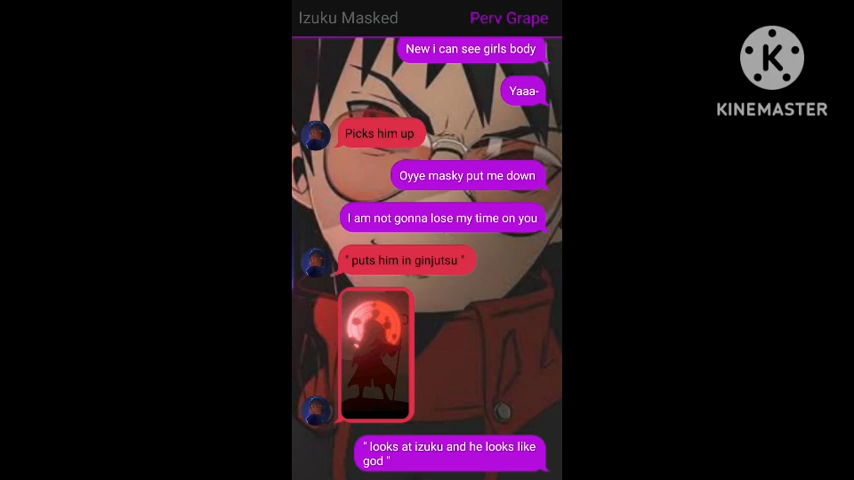 Izuku Masked
Perv Grape
New i can see girls body
Yaaa-
Picks him up
Oyye masky put me down
I am not gonna lose my time on you
" puts him in ginjutsu "
" looks at izuku and he looks like
god "
K
KINEMASTER